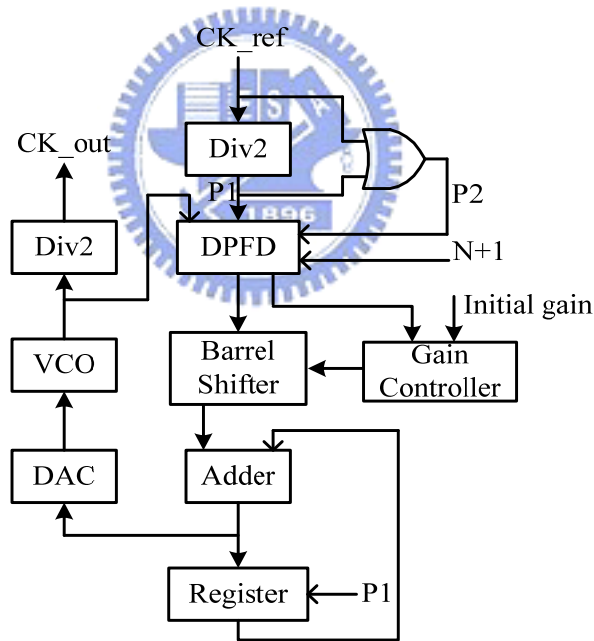 CK_ref
CK_out
Div2
P1
P2
Div2
1896
DPFD
N+1
Initial gain
VCO
Barrel
Shifter
Gain
Controller
DAC
Adder
Register
P1